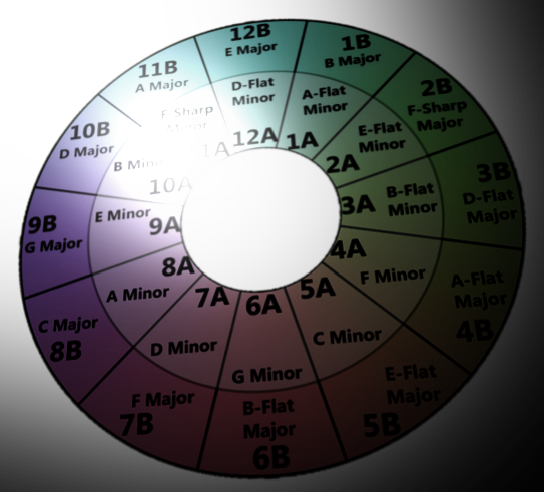 12B
E Major
1B
B Major
2B
F-Sharp
Major
3B
D-Flat
Major
A-Flat
Major
4B
E-Flat
Major
5B
B-Flat
Major
6B
F Major
7B
C Major
8B
9B
G Major
10B
D Major
11B
A Major
D-Flat
Minor
12A
A-Flat
Minor
1A
E-Flat
Minor
2A
B-Flat
Minor
3A
4A
F Minor
5A
C Minor
6A
G Minor
7A
D Minor
8A
A Minor
E Minor
9A
B Minor
10A
F Sharp
Minor